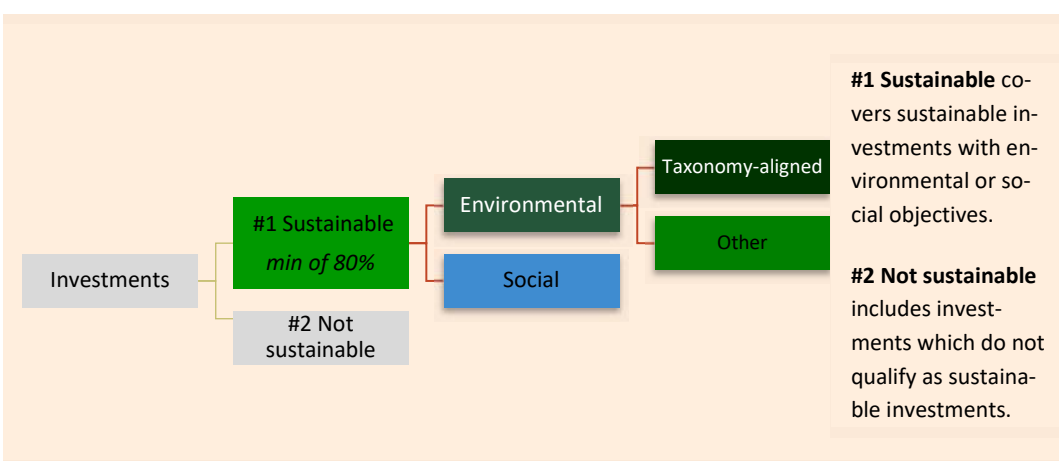 Investments
#1 Sustainable
min of 80%
#2 Not
sustainable
Environmental
Social
Taxonomy-aligned
Other
#1 Sustainable co-
vers sustainable in-
vestments with en-
vironmental or so-
cial objectives.
#2 Not sustainable
includes invest-
ments which do not
qualify as sustaina-
ble investments.